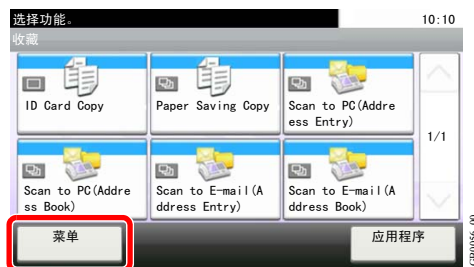 选择功能。 10:10
收藏
ID Card Copy
Paper Saving Copy
Scan to PC(Addre
ess Entry)
1/1
Scan to PC(Addre
ss Book)
Scan to E-mail(A
ddress Entry)
Scan to E-mail(A
ddress Book)
菜单
应用程序